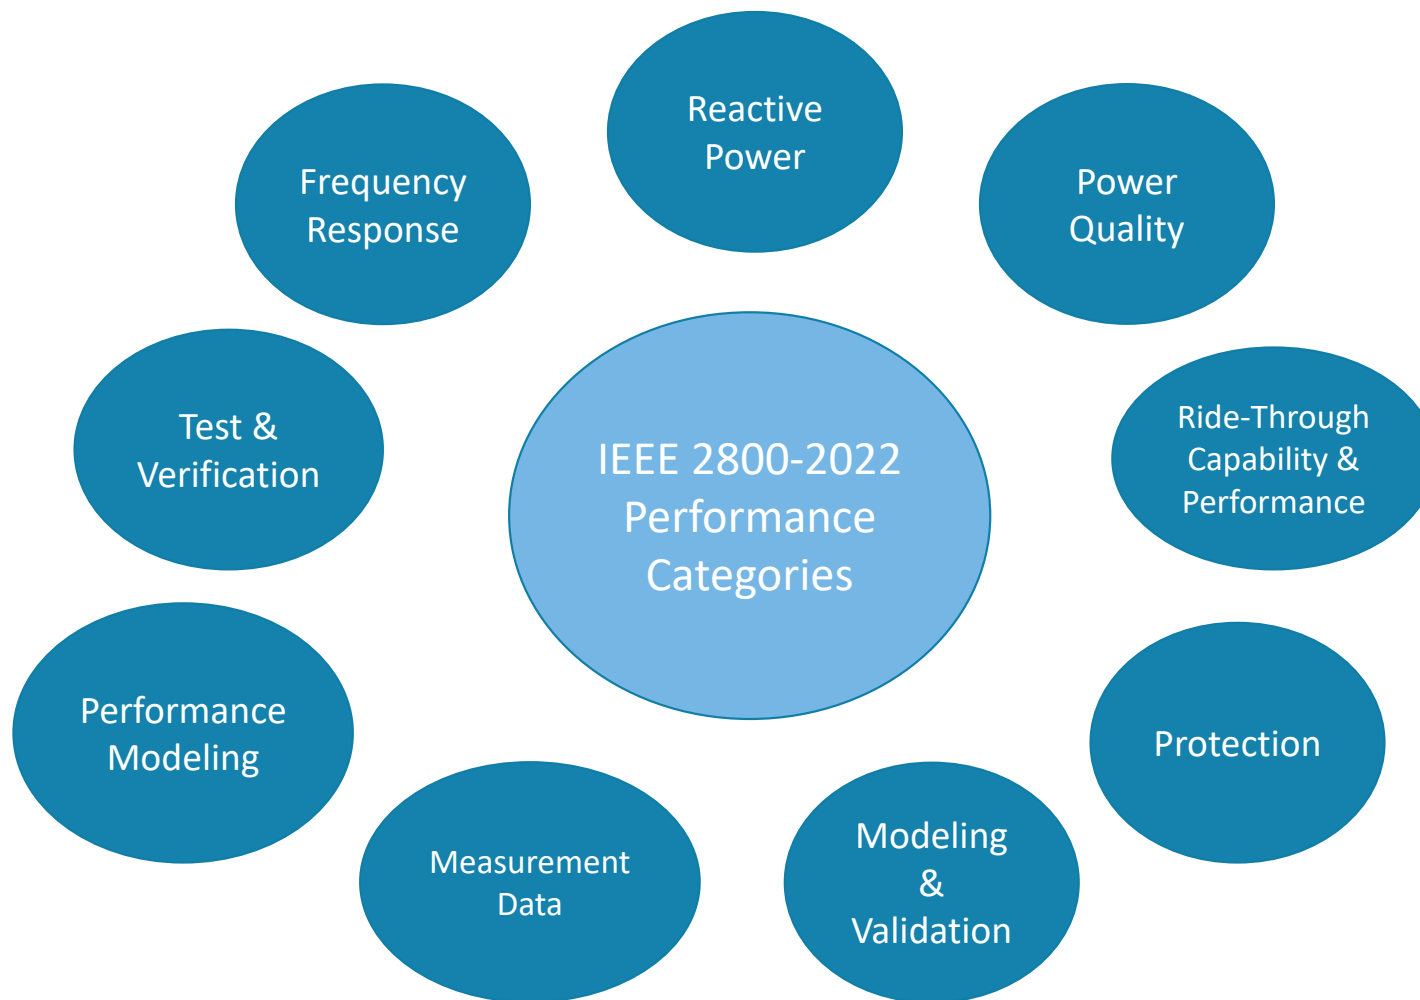 Reactive
Power
Frequency
Response
Power
Quality
Test &
Verification
IEEE 2800-2022
Performance
Categories
Ride-Through
Capability &
Performance
Performance
Modeling
Protection
Measurement
Data
Modeling
&
Validation